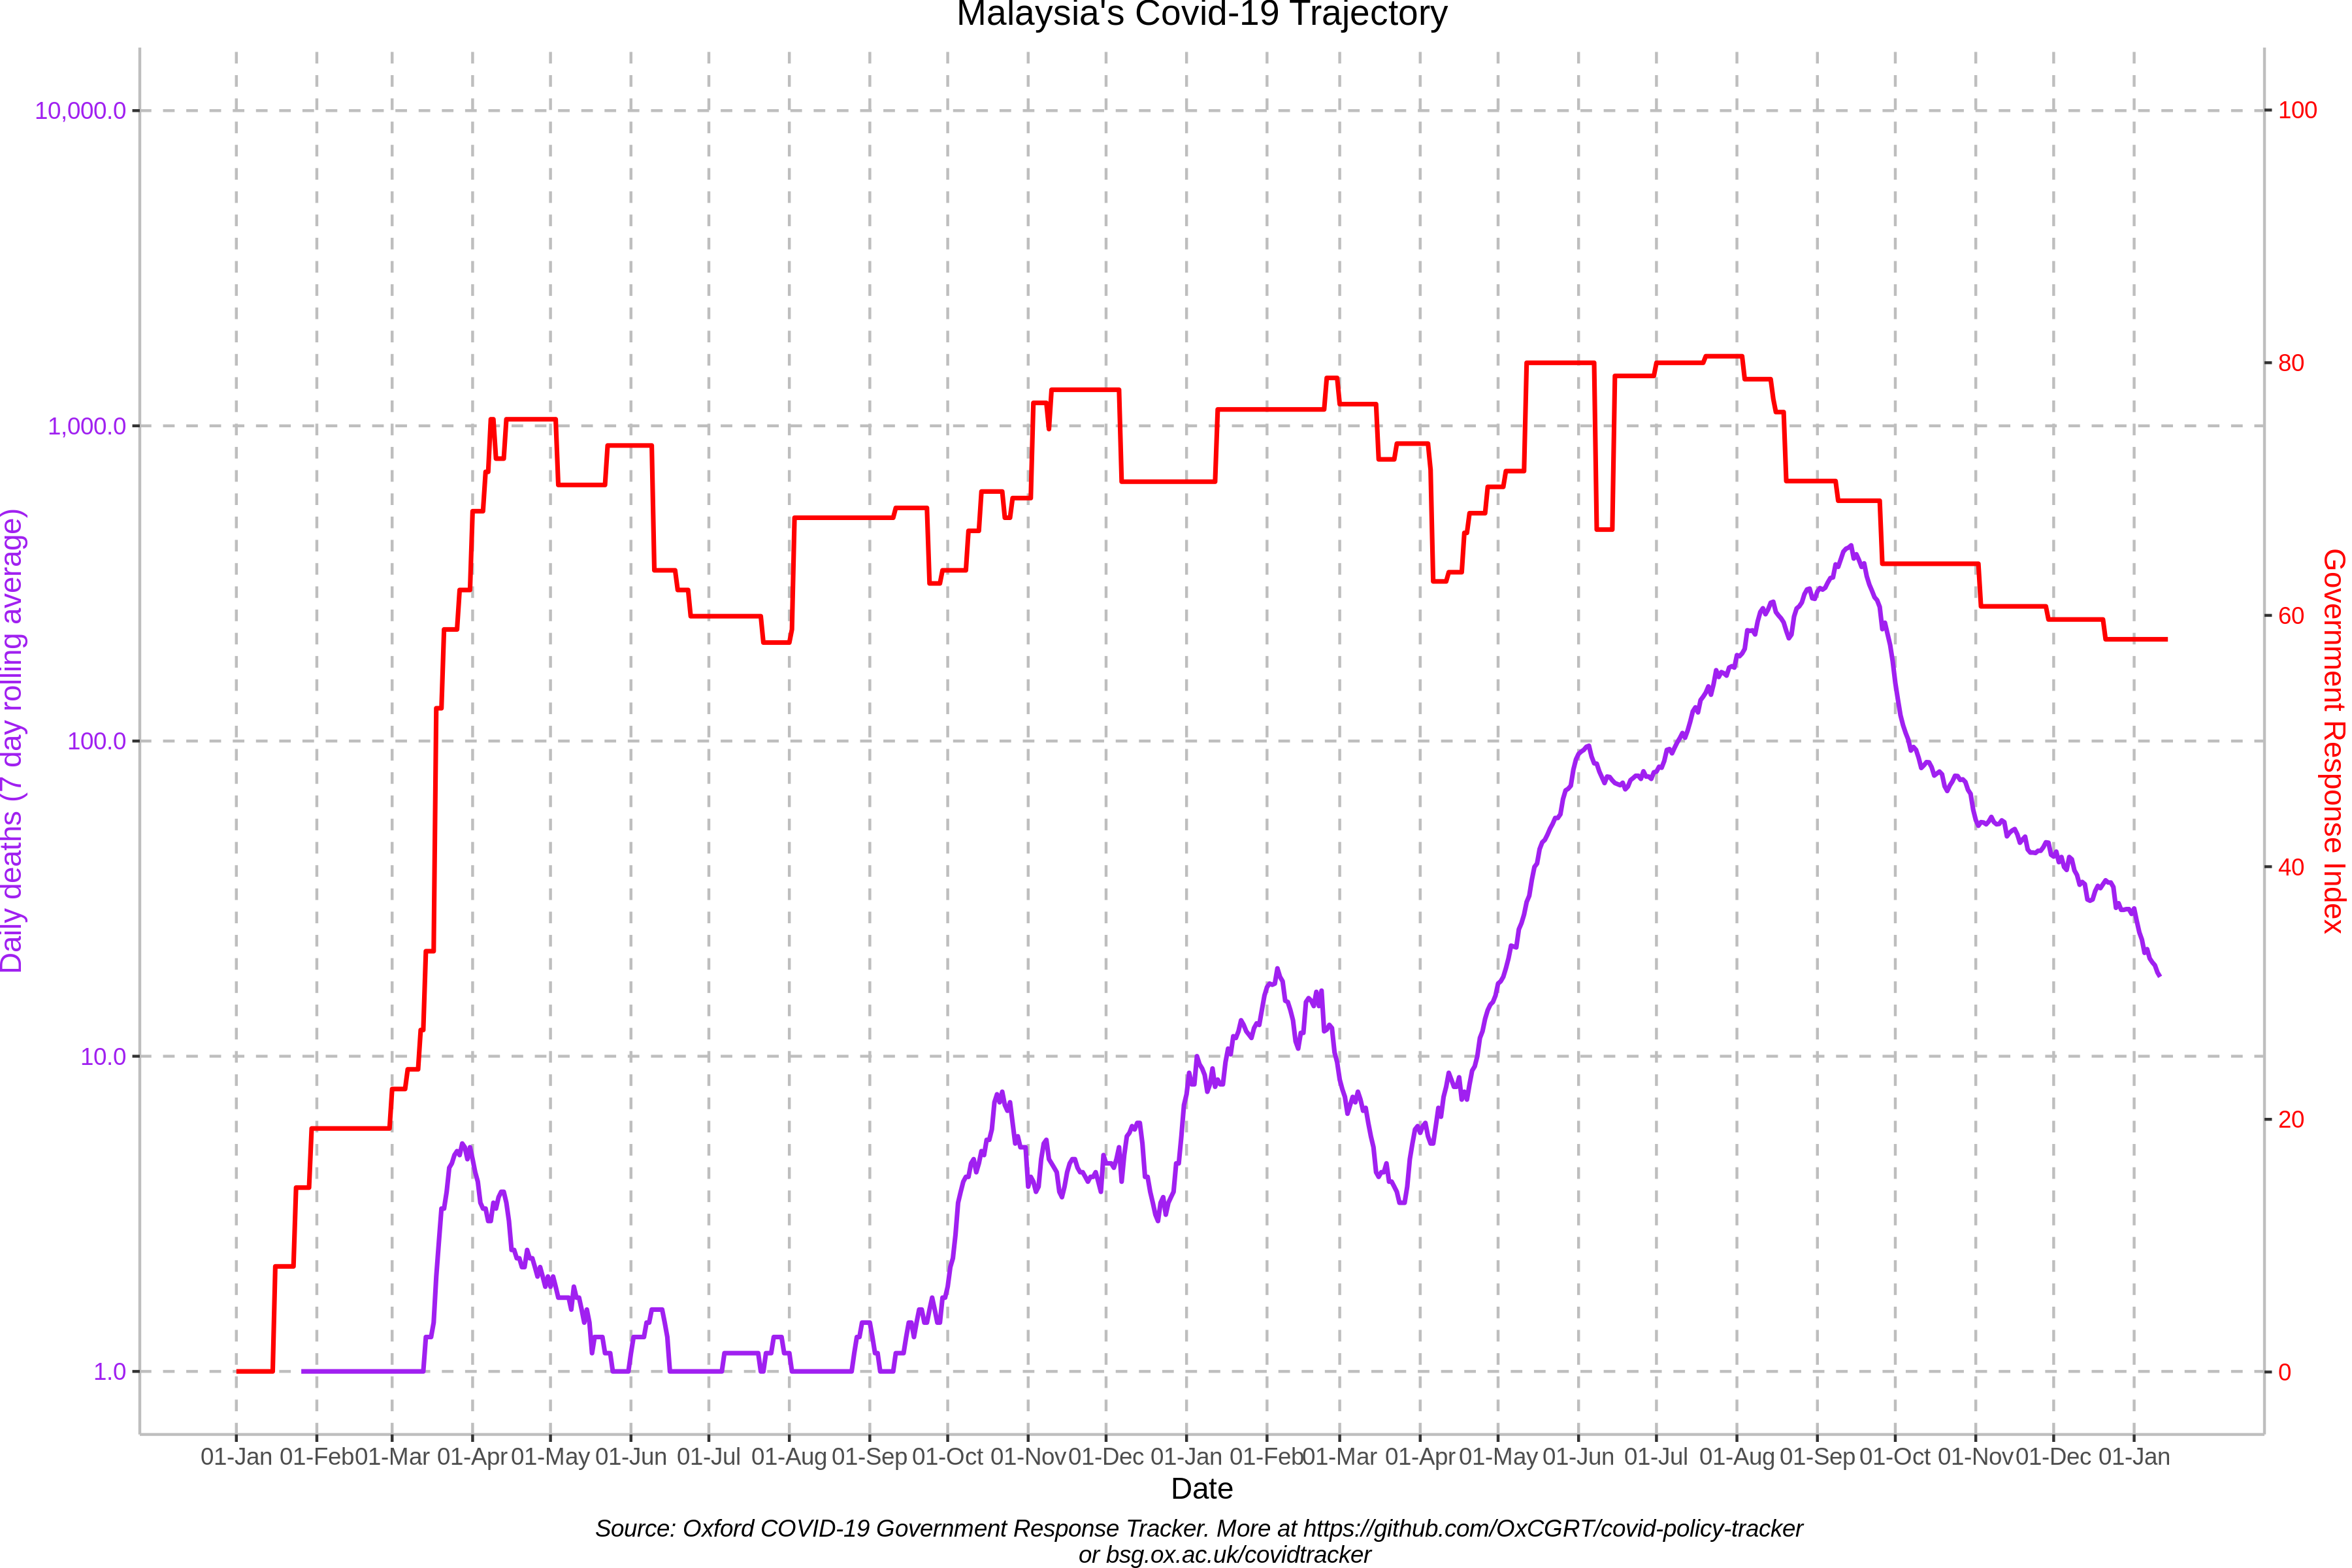 Malaysia's Covid-19 Trajectory
10,000.0
1,000.0
100.0
10.0
1.0
Daily deaths (7 day rolling average)
100
80
60
40
20
0
Government Response Index
01-Jan 01-Feb 01-Mar 01-Apr 01-May 01-Jun 01-Jul 01-Aug 01-Sep 01-Oct 01-Nov 01-Dec 01-Jan 01-Feb 01-Mar 01-Apr 01-May 01-Jun 01-Jul 01-Aug 01-Sep 01-Oct 01-Nov 01-Dec 01-Jan
Date
Source: Oxford COVID-19 Government Response Tracker. More at https://github.com/OxCGRT/covid-policy-tracker
or bsg.ox.ac.uk/covidtracker